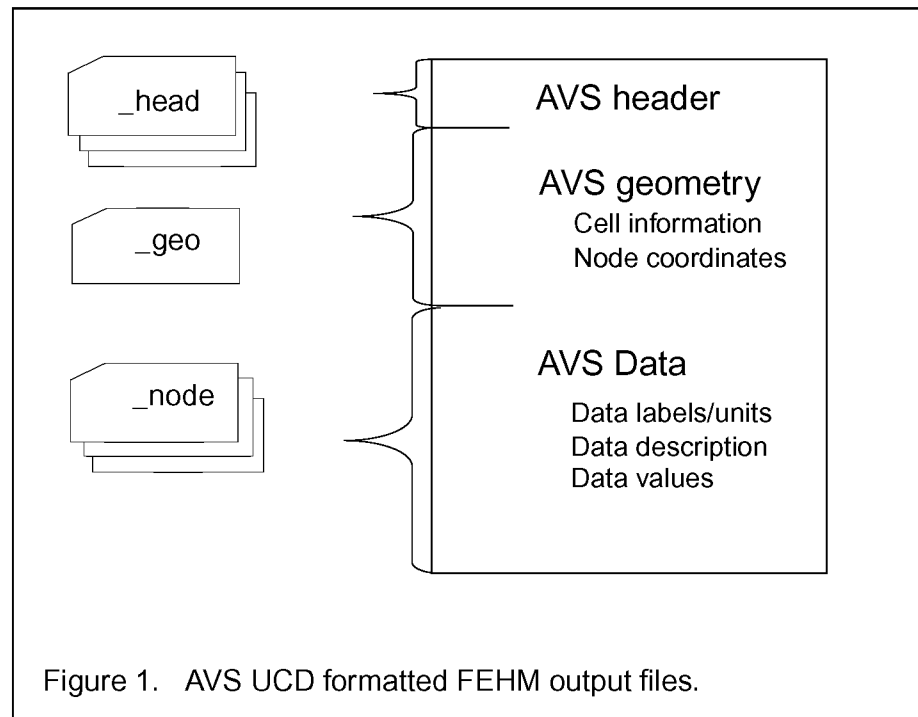 _head
AVS header
AVS geometry
Cell information
Node coordinates
_geo
AVS Data
Data labels/units
Data description
Data values
_node
Figure 1. AVS UCD formatted FEHM output files.